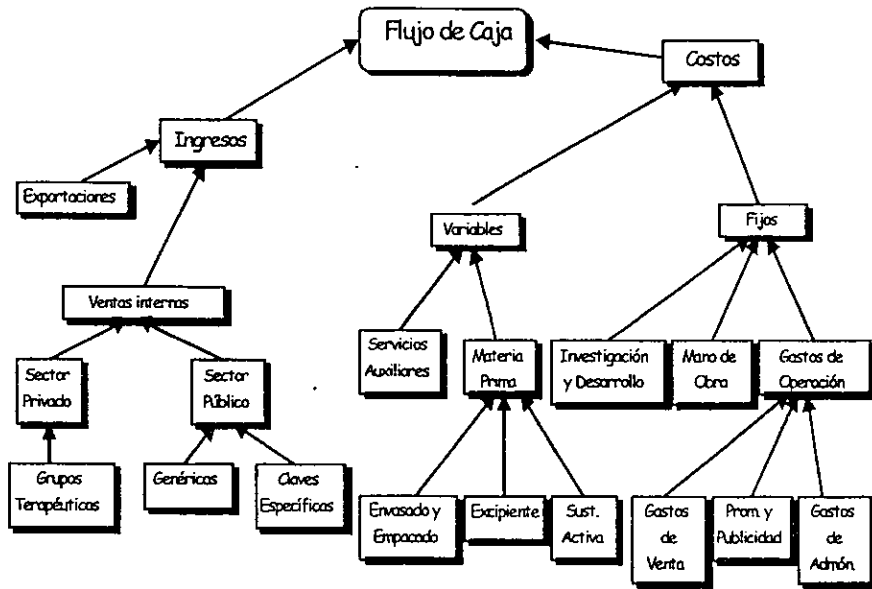 Flujo de Caja
Costos
Ingresos
Exportaciones
Variables
Fijos
Ventas internas
Servicios
Auxiliares
Materia
Prima
Investigación
y Desarrollo
Mano de
Obra
Gastos de
Operación
Sector
Privado
Sector
Público
Grupos
Terapéuticos
Genéricos
Claves
Específicas
Envasado y
Empacado
Excipiente
Sust.
Activa
Gastos
de
Venta
Prom. y
Publicidad
Gastos
de
Admón.